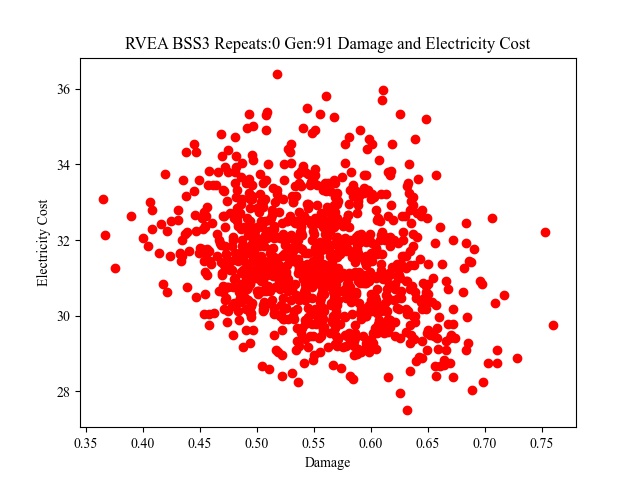 RVEA BSS3 Repeats:0 Gen:91 Damage and Electricity Cost
36
34
32
30
28
Electricity Cost
0.35 0.40 0.45 0.50 0.55 0.60 0.65 0.70 0.75
Damage